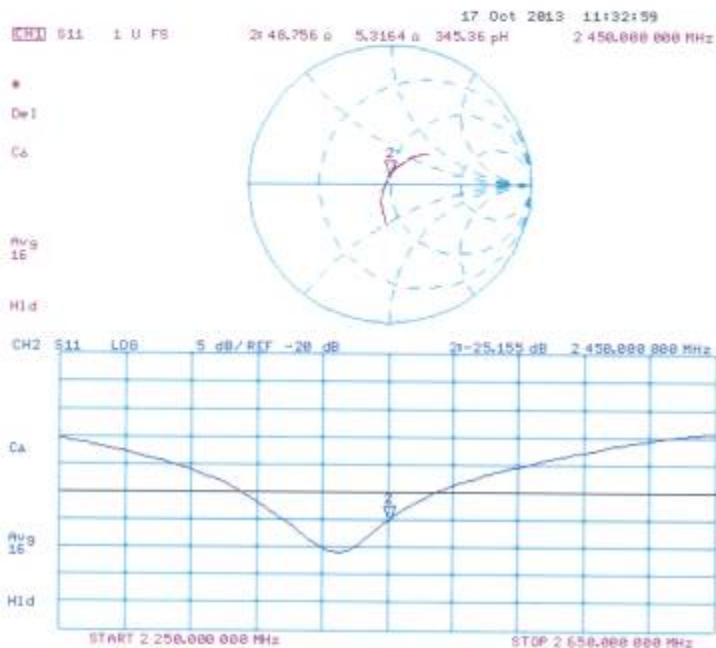 17 Oct 2013 11:32:59
CH1 S11 1 U FS 2: 48.756 Ω 5.3164 Ω 345.36 pH 2 450.000 000 MHz
*
Del
CΔ
2
Avg
16
Hld
CH2 S11 LOG 5 dB/REF -20 dB 2:-25.155 dB 2 450.000 000 MHz
CA
2
Avg
16
Hld
START 2 250.000 000 MHz STOP 2 650.000 000 MHz